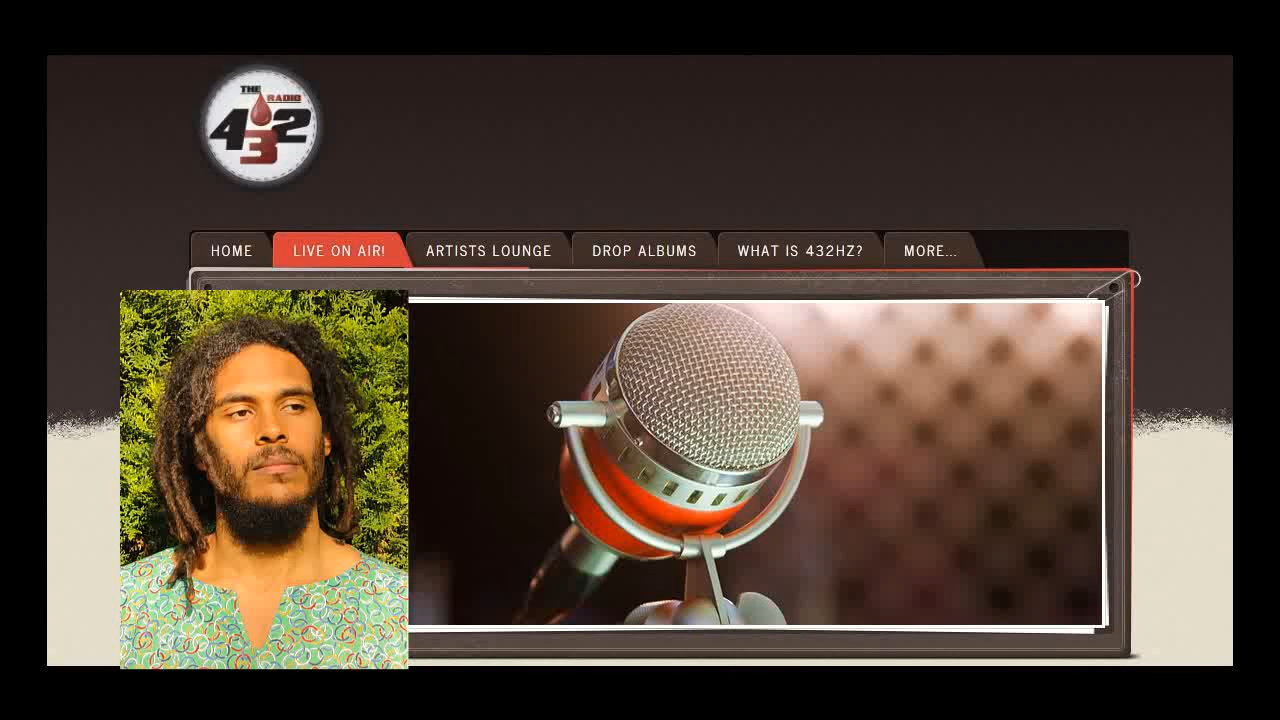 THE
RADIO
432
HOME LIVE ON AIR! ARTISTS LOUNGE DROP ALBUMS WHAT IS 432HZ? MORE...